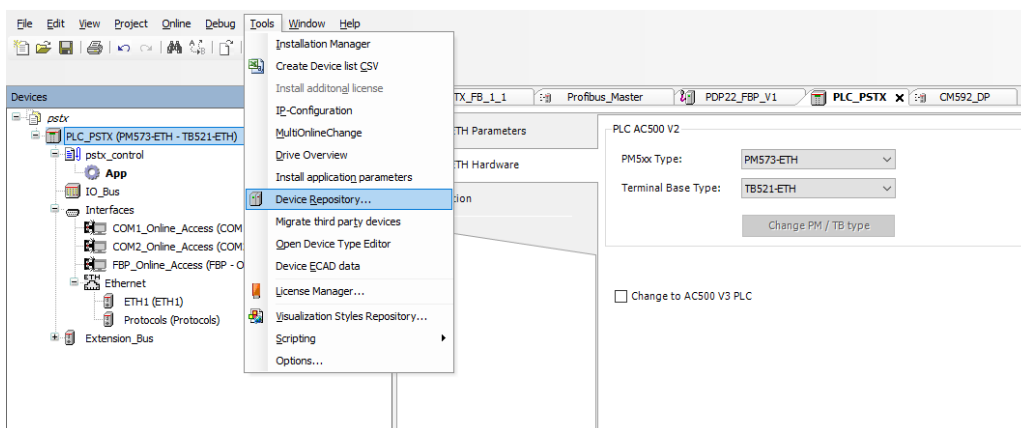 File Edit View Project Online Debug Tools Window Help
Installation Manager
Create Device list CSV
Install additonal license
IP-Configuration
MultiOnlineChange
Drive Overview
Install application parameters
Device Repository...
Migrate third party devices
Open Device Type Editor
Device ECAD data
License Manager...
Visualization Styles Repository...
Scripting
Options...
Devices
pstx
PLC_PSTX (PM573-ETH - TB521-ETH)
pstx_control
App
IO_Bus
Interfaces
COM1_Online_Access (COM
COM2_Online_Access (COM
FBP_Online_Access (FBP - O
ETH
Ethernet
ETH1 (ETH1)
Protocols (Protocols)
Extension_Bus
TX_FB_1_1 Profibus_Master PDP22_FBP_V1 PLC_PSTX x CM592_DP
TH Parameters
TH Hardware
ion
PLC AC500 V2
PM5xx Type: PM573-ETH
Terminal Base Type: TB521-ETH
Change PM / TB type
Change to AC500 V3 PLC